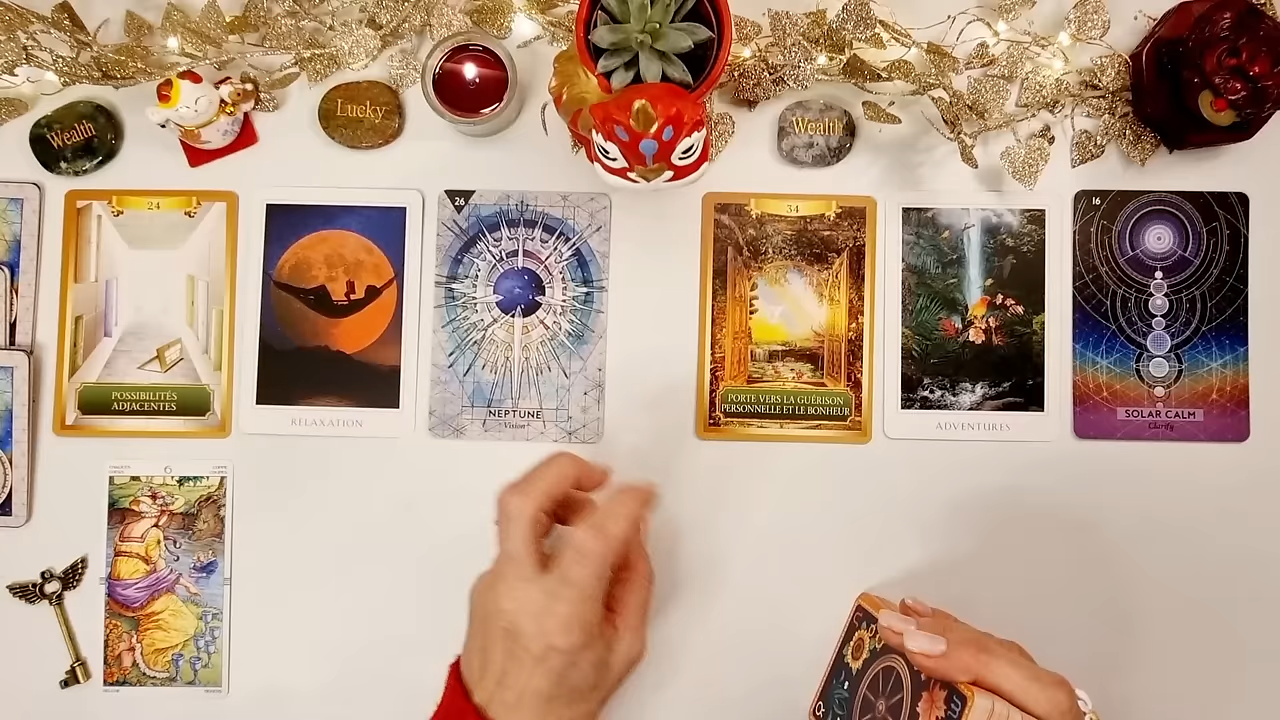 Wealth
Lucky
Wealth
24
POSSIBILITÉS
ADJACENTES
RELAXATION
26
NEPTUNE
Vision
34
PORTE VERS LA GUÉRISON
PERSONNELLE ET LE BONHEUR
ADVENTURES
16
SOLAR CALM
Clarify
6